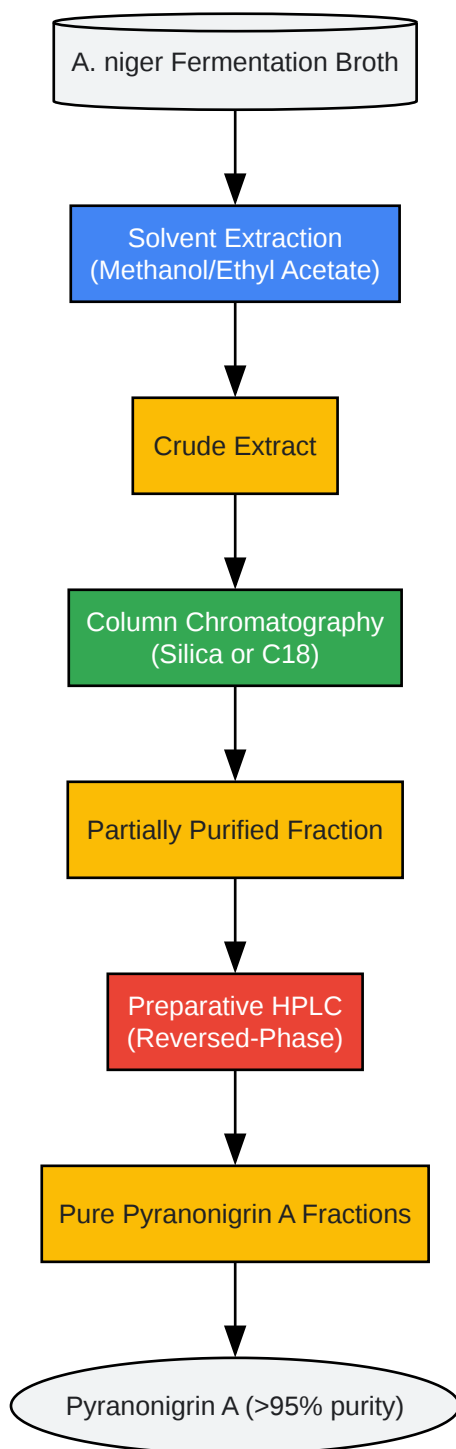 A. niger Fermentation Broth
Solvent Extraction
(Methanol/Ethyl Acetate)
Crude Extract
Column Chromatography
(Silica or C18)
Partially Purified Fraction
Preparative HPLC
(Reversed-Phase)
Pure Pyranonigrin A Fractions
Pyranonigrin A (>95% purity)